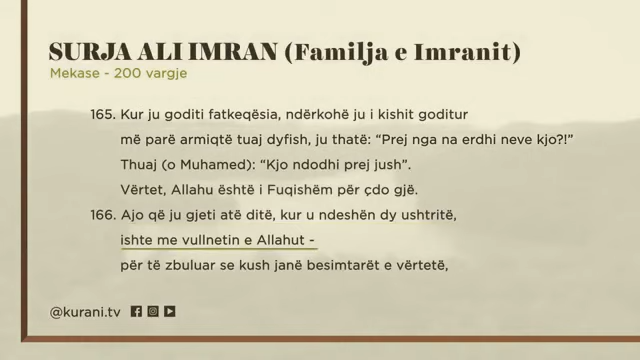 SURJA ALI IMRAN (Familja e Imranit)
Mekase - 200 vargje
165. Kur ju goditi fatkeqësia, ndërkohë ju i kishit goditur
më parë armiqtë tuaj dyfish, ju thatë: “Prej nga na erdhi neve kjo?!”
Thuaj (o Muhamed): “Kjo ndodhi prej jush”.
Vërtet, Allahu është i Fuqishëm për çdo gjë.
166. Ajo që ju gjeti atë ditë, kur u ndeshën dy ushtritë,
ishte me vullnetin e Allahut -
për të zbuluar se kush janë besimtarët e vërtetë,
@kurani.tv